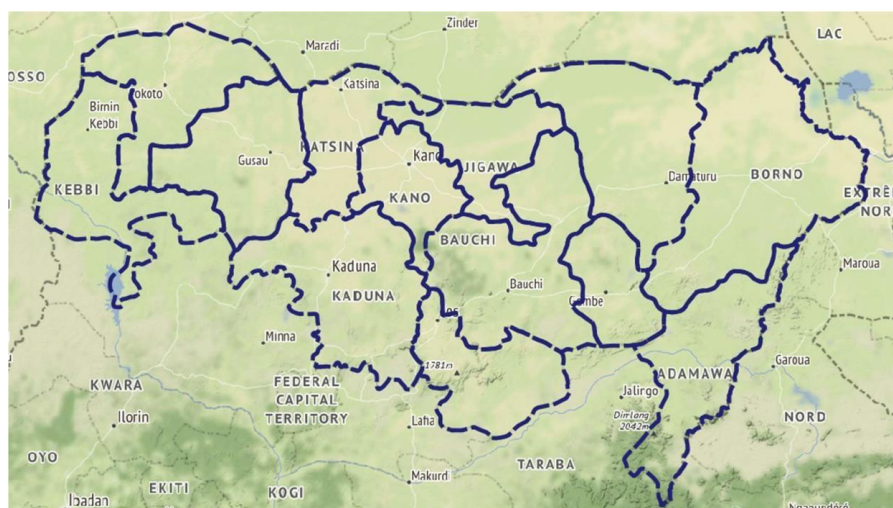 Zinder
LAC
Maradi
OSSO
Katsina
okoto
Birnin
Kebbi
KATSIN
Gusau
Kano
JIGAWA
Damaturu
BORNO
KEBBI
KANO
EXTRÊ
NOR
BAUCHI
Maroua
Kaduna
KADUNA
Bauchi
Gombe
Minna
1781m
Garoua
KWARA
FEDERAL
CAPITAL
TERRITORY
ADAMAWA
Jalingo
Ilorin
Lafia
Dimlang
2042m
NORD
OYO
TARABA
EKITI
KOGI
Makurdi
Ibadan